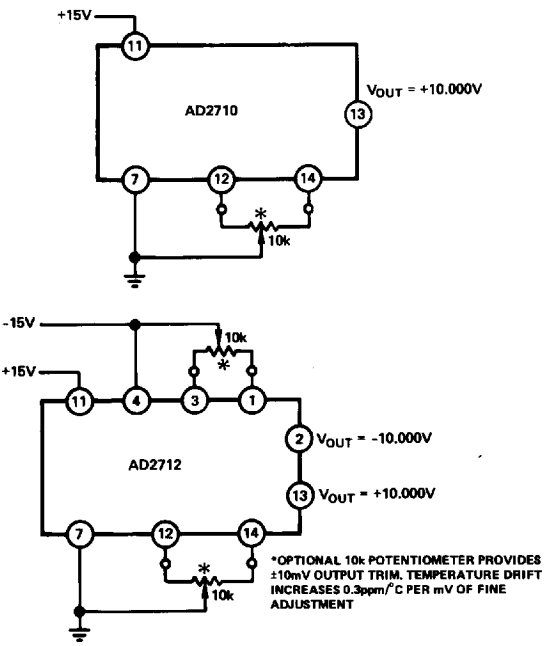 +15V
11
AD2710
VOUT = +10.000V
13
7
12
14
*
10k
-15V
10k
*
+15V
11
4
3
1
2
VOUT = -10.000V
AD2712
13
VOUT = +10.000V
7
12
14
*
10k
*OPTIONAL 10k POTENTIOMETER PROVIDES
±10mV OUTPUT TRIM. TEMPERATURE DRIFT
INCREASES 0.3ppm/°C PER mV OF FINE
ADJUSTMENT